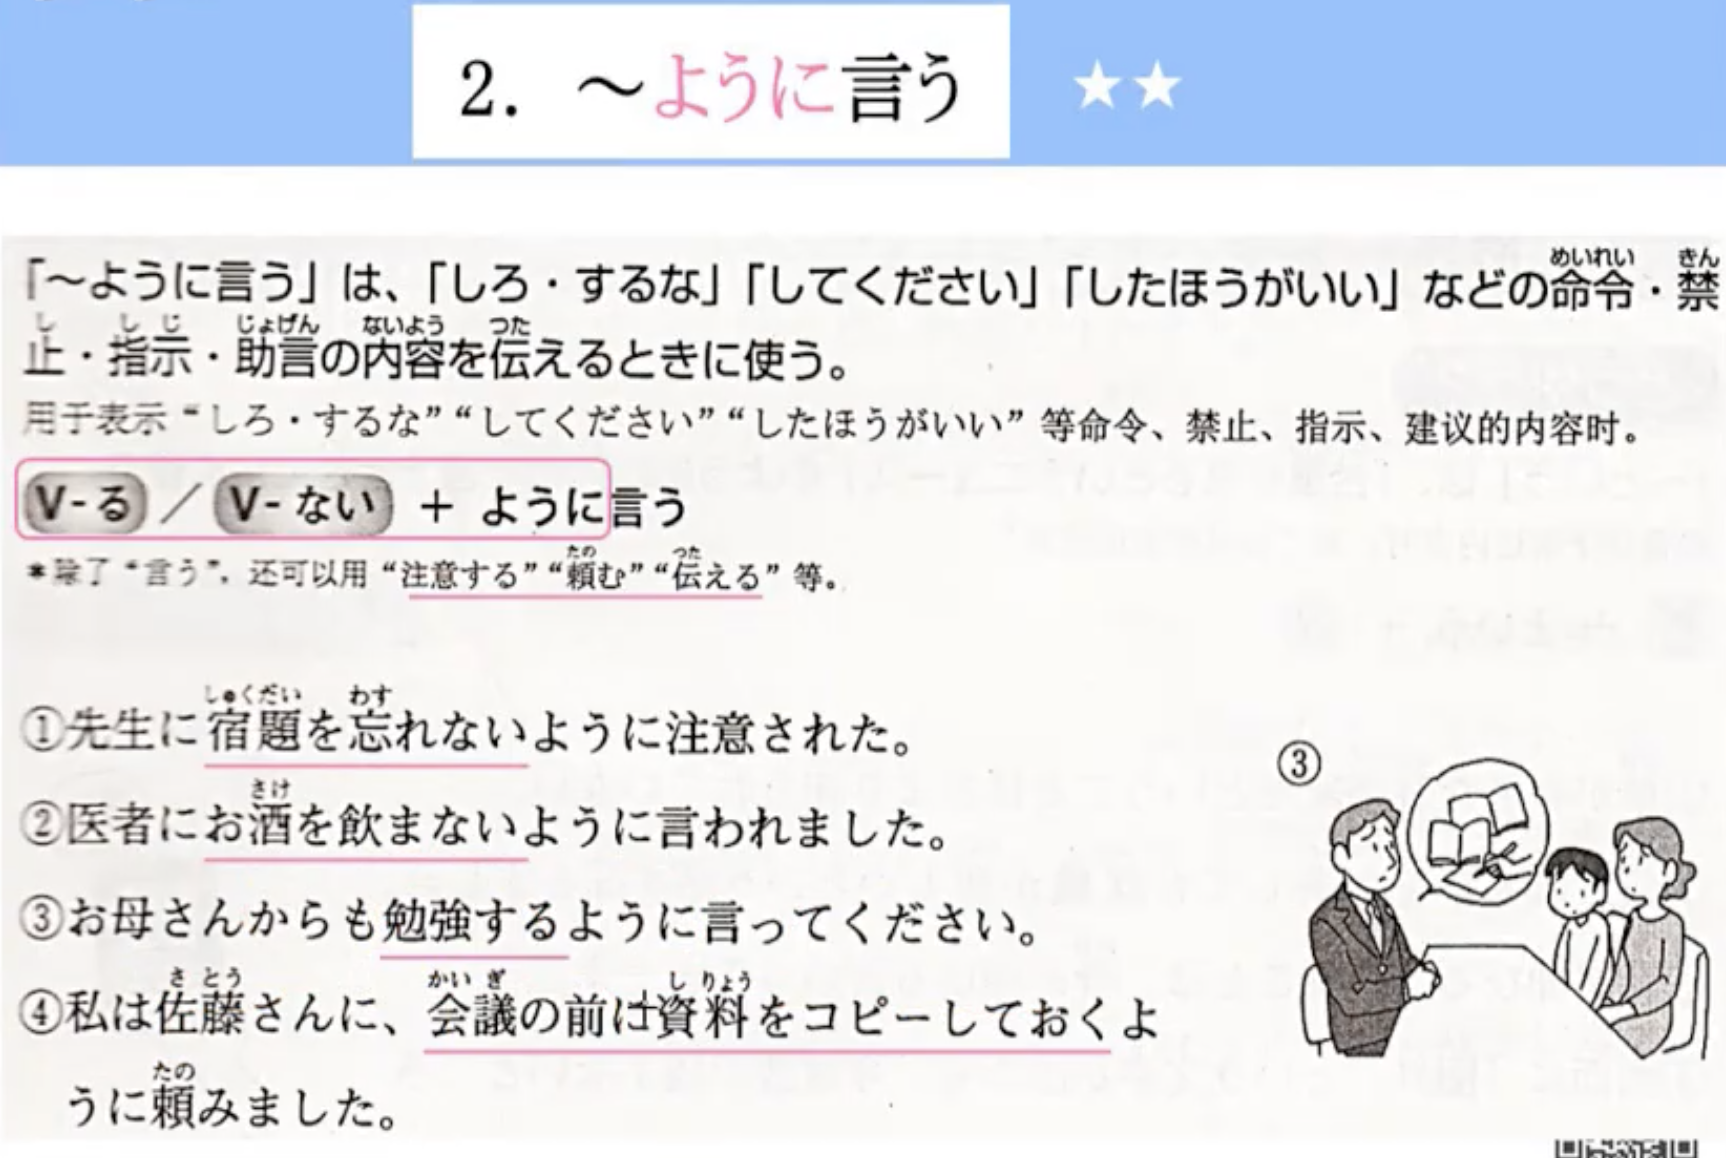 2. ～ように言う ★★
「～ように言う」は、「しろ・するな」「してください」「したほうがいい」などの命令・禁
止・指示・助言の内容を伝えるときに使う。
用于表示“しろ・するな”“してください”“したほうがいい”等命令、禁止、指示、建议的内容时。
V-る ／ V-ない ＋ ように言う
*除了“言う”，还可以用“注意する”“頼む”“伝える”等。
①先生に宿題を忘れないように注意された。
②医者にお酒を飲まないように言われました。
③お母さんからも勉強するように言ってください。
④私は佐藤さんに、会議の前に資料をコピーしておくよ
うに頼みました。
③